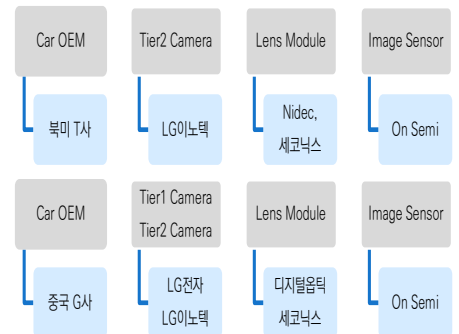 Car OEM
Tier2 Camera
Lens Module
Image Sensor
북미 T사
LG이노텍
Nidec,
세코닉스
On Semi
Car OEM
Tier1 Camera
Tier2 Camera
Lens Module
Image Sensor
중국 G사
LG전자
LG이노텍
디지털옵틱
세코닉스
On Semi